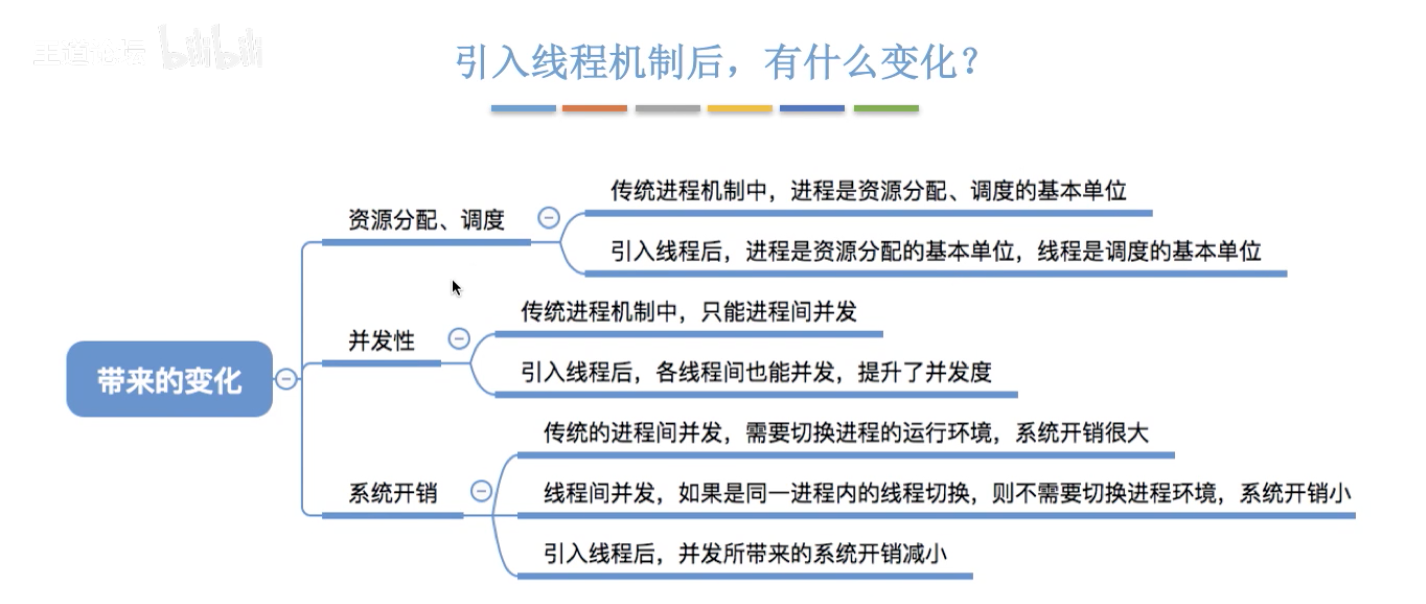 王道论坛 bilibili
引入线程机制后，有什么变化？
带来的变化
资源分配、调度
传统进程机制中，进程是资源分配、调度的基本单位
引入线程后，进程是资源分配的基本单位，线程是调度的基本单位
并发性
传统进程机制中，只能进程间并发
引入线程后，各线程间也能并发，提升了并发度
系统开销
传统的进程间并发，需要切换进程的运行环境，系统开销很大
线程间并发，如果是同一进程内的线程切换，则不需要切换进程环境，系统开销小
引入线程后，并发所带来的系统开销减小